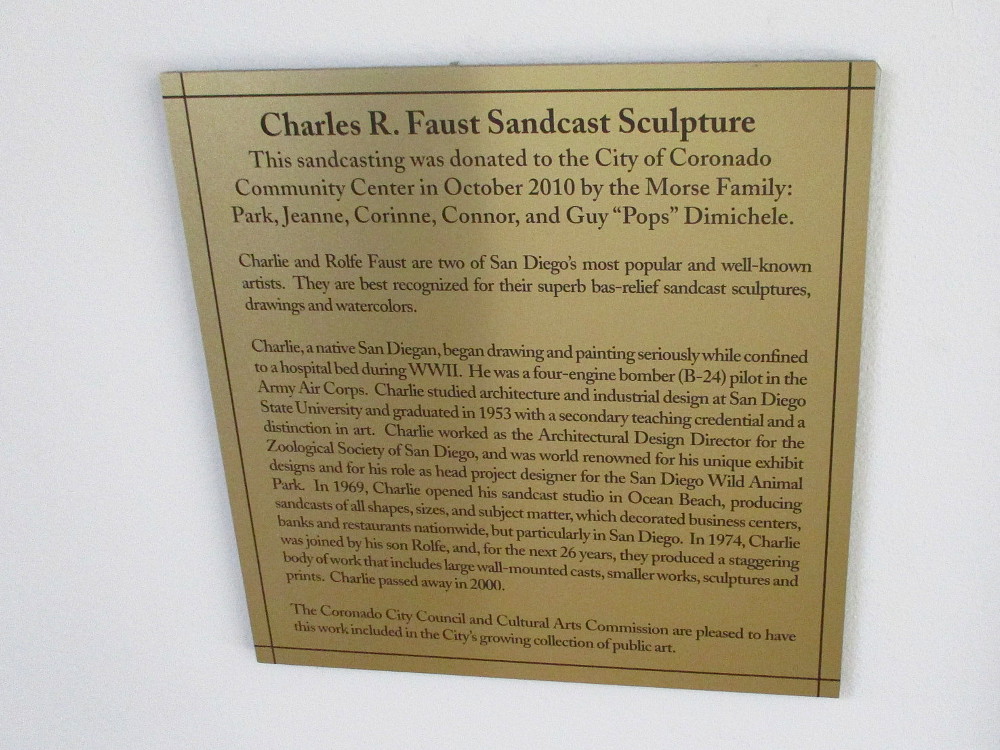 Charles R. Faust Sandcast Sculpture
This sandcasting was donated to the City of Coronado
Community Center in October 2010 by the Morse Family:
Park, Jeanne, Corinne, Connor, and Guy “Pops” Dimichele.
Charlie and Rolfe Faust are two of San Diego’s most popular and well-known
artists. They are best recognized for their superb bas-relief sandcast sculptures,
drawings and watercolors.
Charlie, a native San Diegan, began drawing and painting seriously while confined
to a hospital bed during WWII. He was a four-engine bomber (B-24) pilot in the
Army Air Corps. Charlie studied architecture and industrial design at San Diego
State University and graduated in 1953 with a secondary teaching credential and a
distinction in art. Charlie worked as the Architectural Design Director for the
Zoological Society of San Diego, and was world renowned for his unique exhibit
designs and for his role as head project designer for the San Diego Wild Animal
Park. In 1969, Charlie opened his sandcast studio in Ocean Beach, producing
sandcasts of all shapes, sizes, and subject matter, which decorated business centers,
banks and restaurants nationwide, but particularly in San Diego. In 1974, Charlie
was joined by his son Rolfe, and, for the next 26 years, they produced a staggering
body of work that includes large wall-mounted casts, smaller works, sculptures and
prints. Charlie passed away in 2000.
The Coronado City Council and Cultural Arts Commission are pleased to have
this work included in the City’s growing collection of public art.